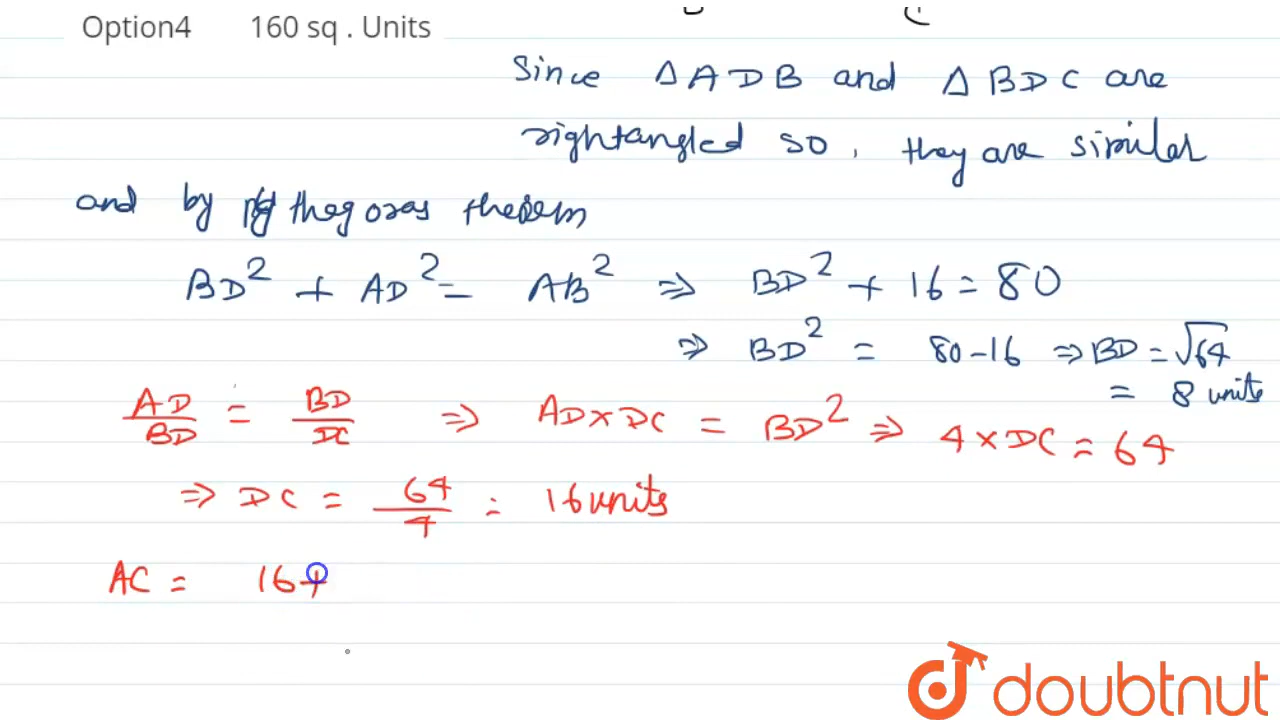 Option4 160 sq . Units
Since Δ ADB and Δ BDC are
rightangled so, they are similar
and by pythagoras theorem
BD² + AD² = AB² ⇒ BD² + 16 = 80
⇒ BD² = 80-16 ⇒ BD = √64
= 8 units
AD/BD = BD/DC ⇒ AD×DC = BD² ⇒ 4×DC = 64
⇒ DC = 64/4 = 16 units
AC = 16+
doubtnut